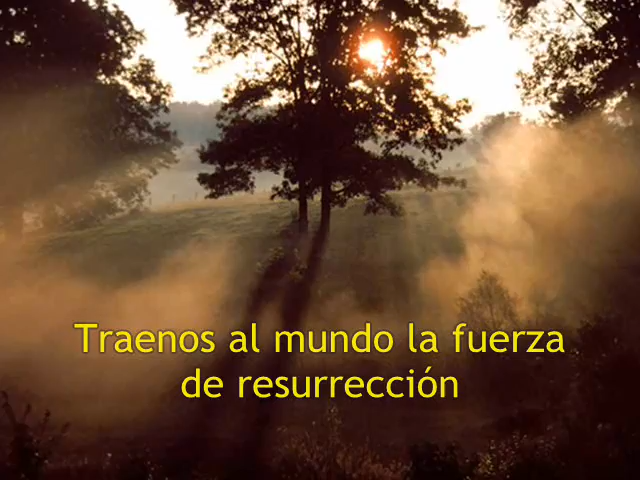 Traenos al mundo la fuerza
de resurrección